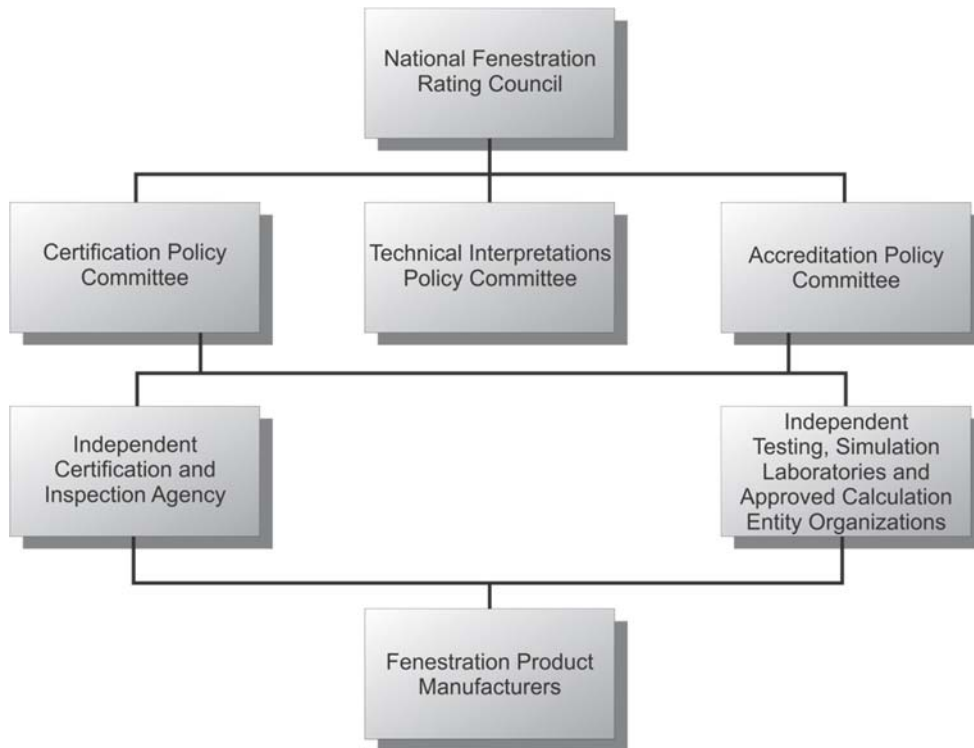 National Fenestration
Rating Council
Certification Policy
Committee
Technical Interpretations
Policy Committee
Accreditation Policy
Committee
Independent
Certification and
Inspection Agency
Independent
Testing, Simulation
Laboratories and
Approved Calculation
Entity Organizations
Fenestration Product
Manufacturers